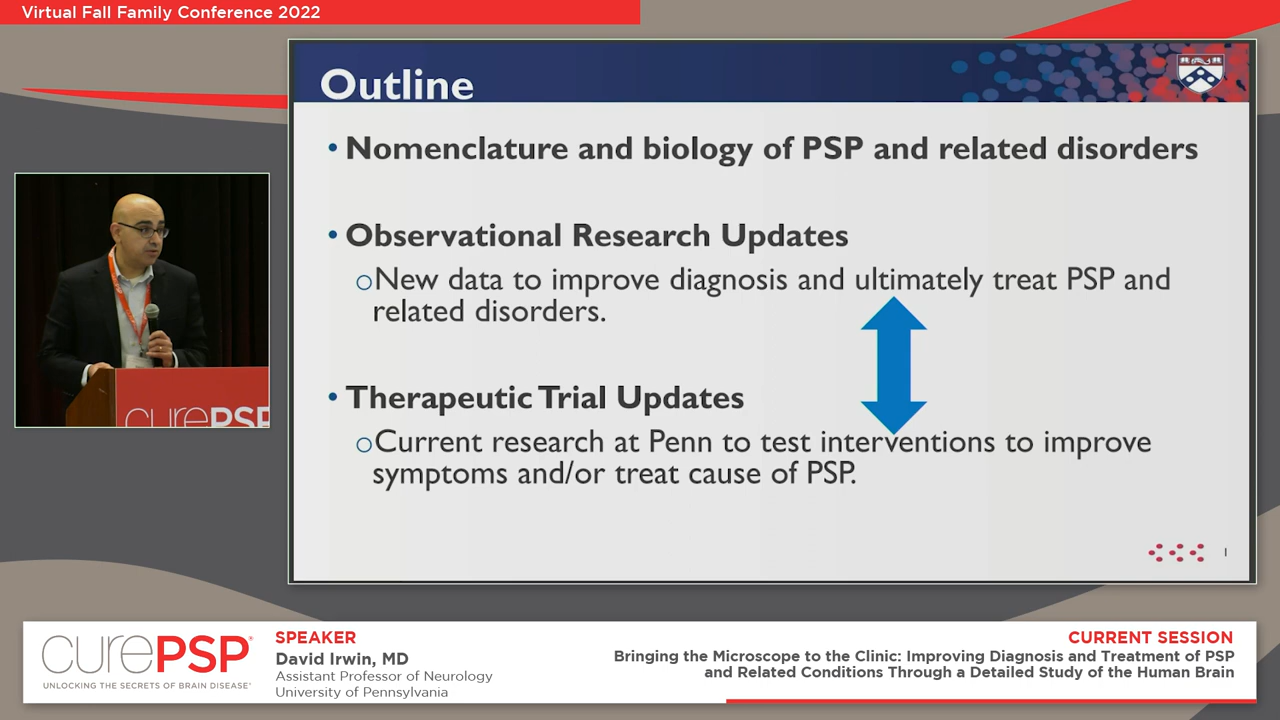 Virtual Fall Family Conference 2022
Outline
• Nomenclature and biology of PSP and related disorders
• Observational Research Updates
oNew data to improve diagnosis and ultimately treat PSP and
related disorders.
• Therapeutic Trial Updates
oCurrent research at Penn to test interventions to improve
symptoms and/or treat cause of PSP.
1
curePSP
curePSP®
UNLOCKING THE SECRETS OF BRAIN DISEASE®
SPEAKER
David Irwin, MD
Assistant Professor of Neurology
University of Pennsylvania
CURRENT SESSION
Bringing the Microscope to the Clinic: Improving Diagnosis and Treatment of PSP
and Related Conditions Through a Detailed Study of the Human Brain